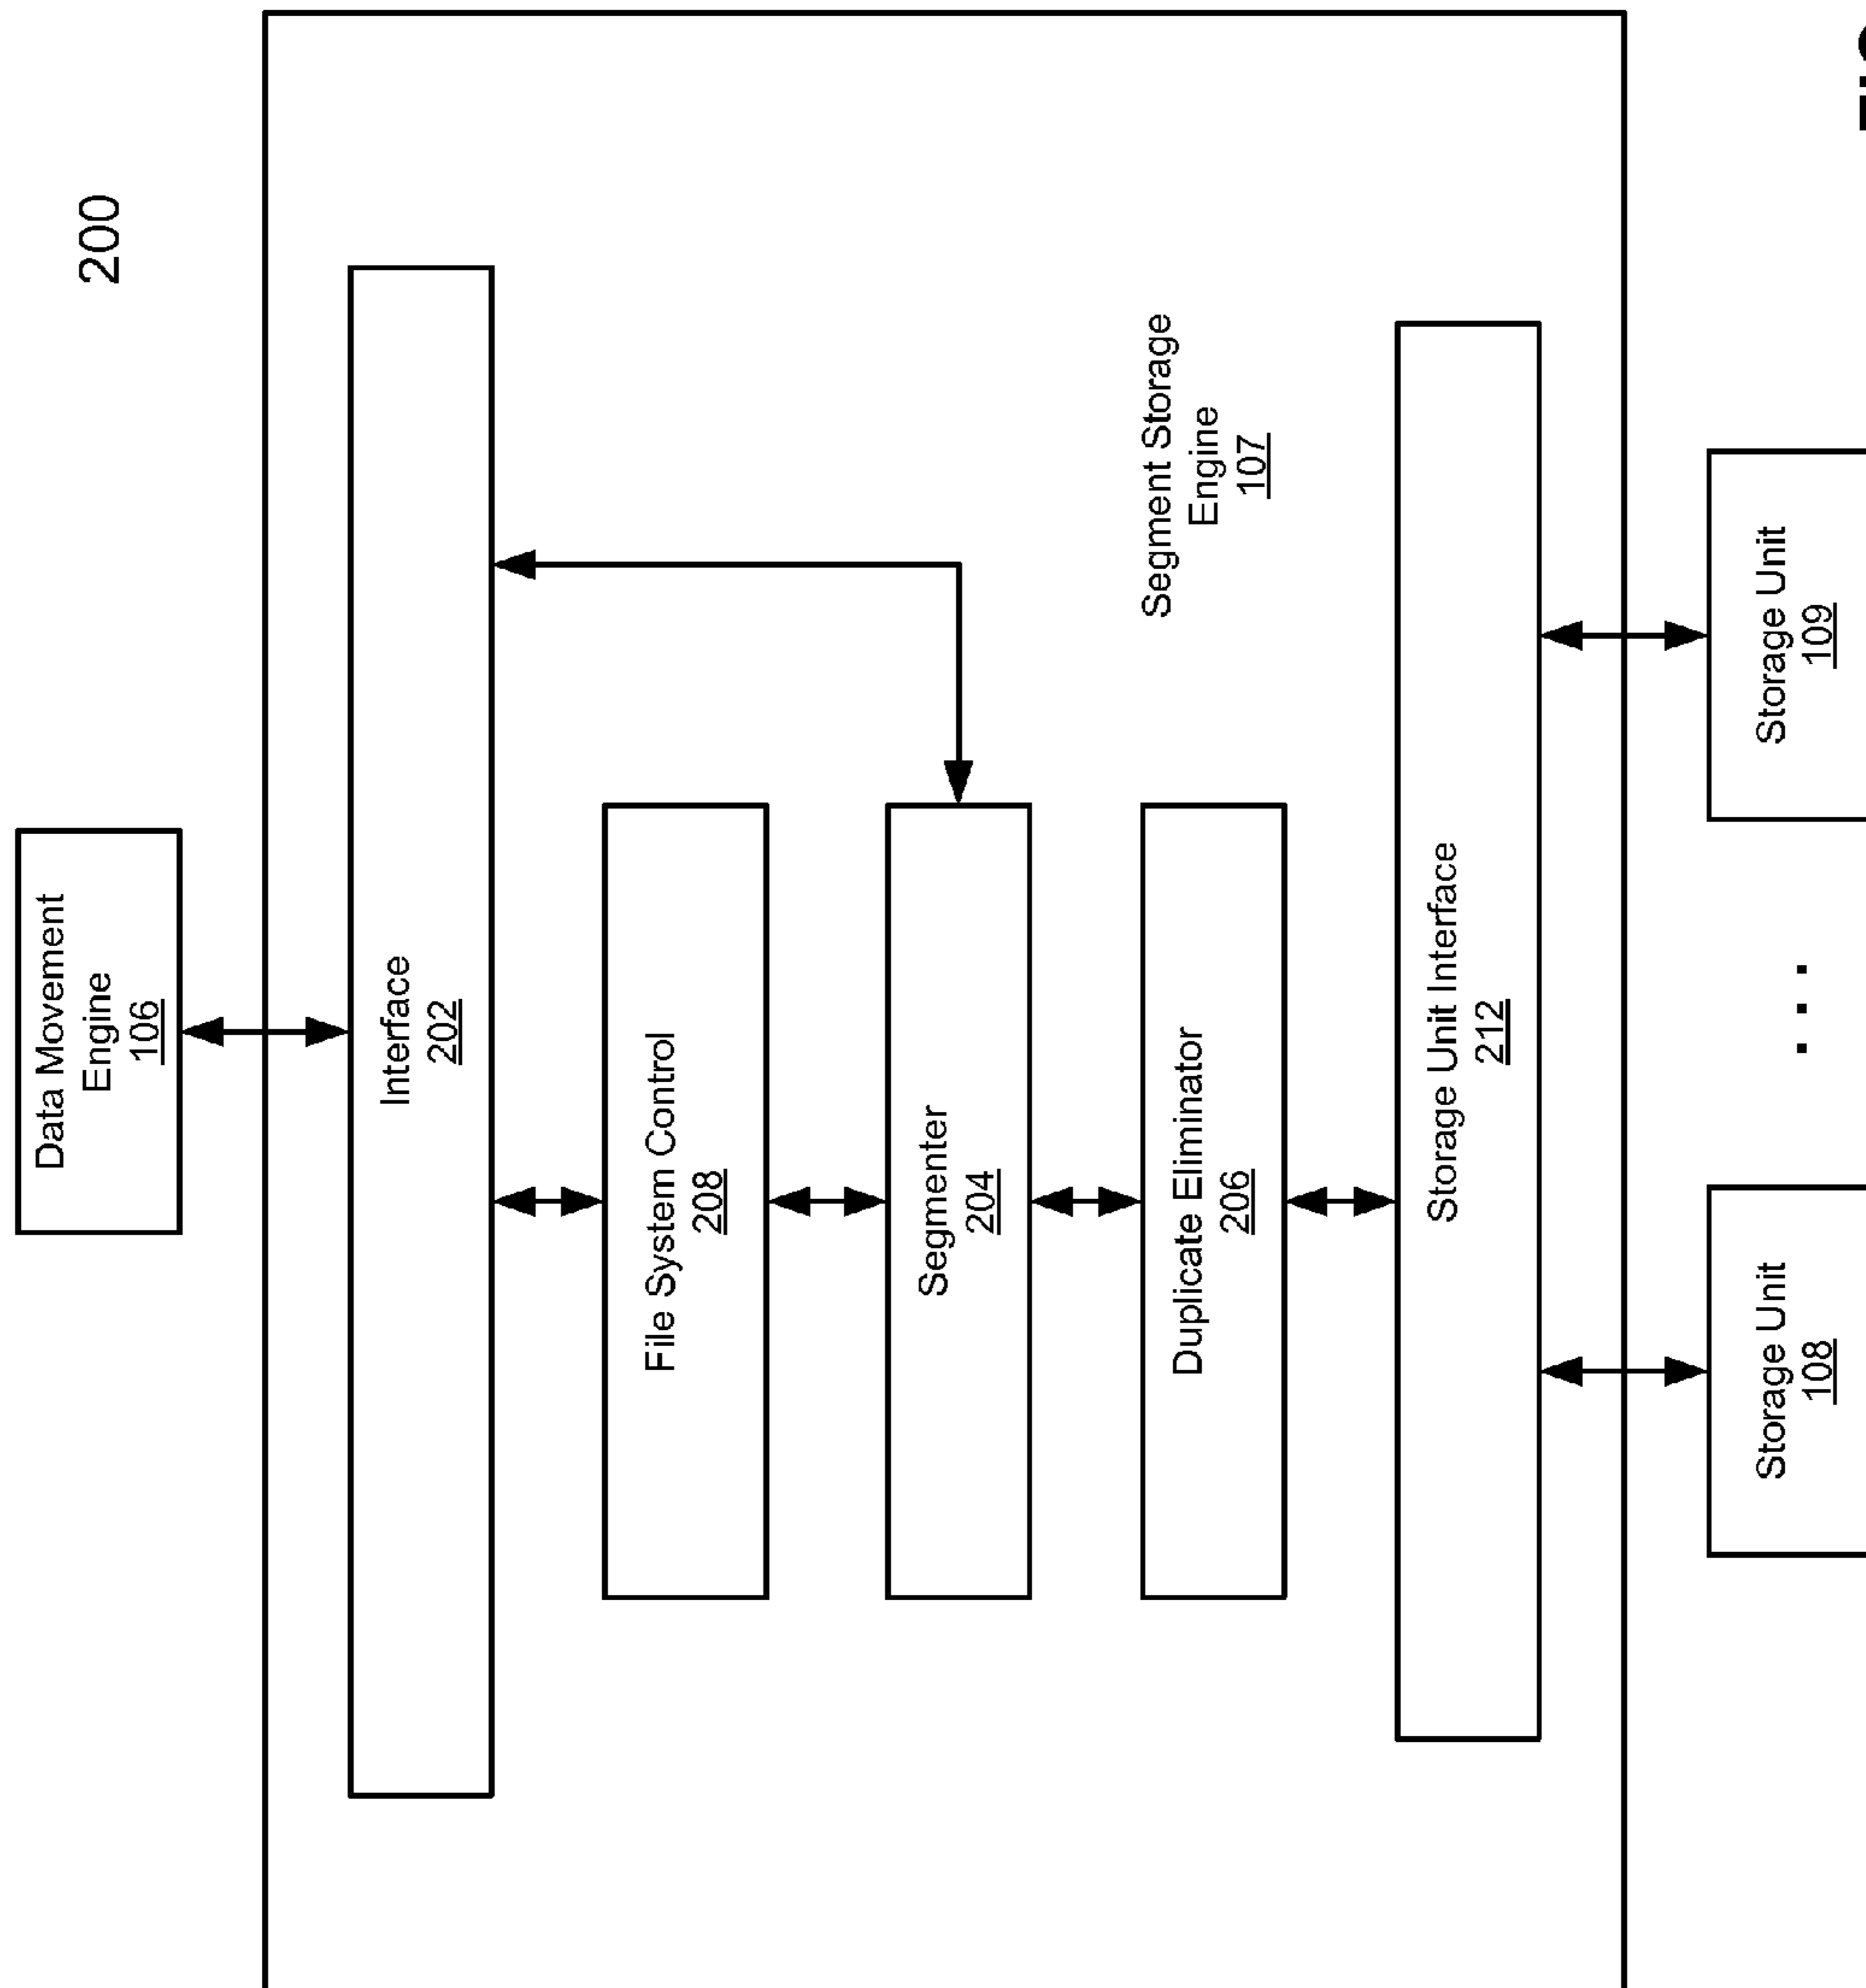 200
Data Movement
Engine
106
Interface
202
File System Control
208
Segmenter
204
Duplicate Eliminator
206
Segment Storage
Engine
107
Storage Unit Interface
212
Storage Unit
108
. . .
Storage Unit
109